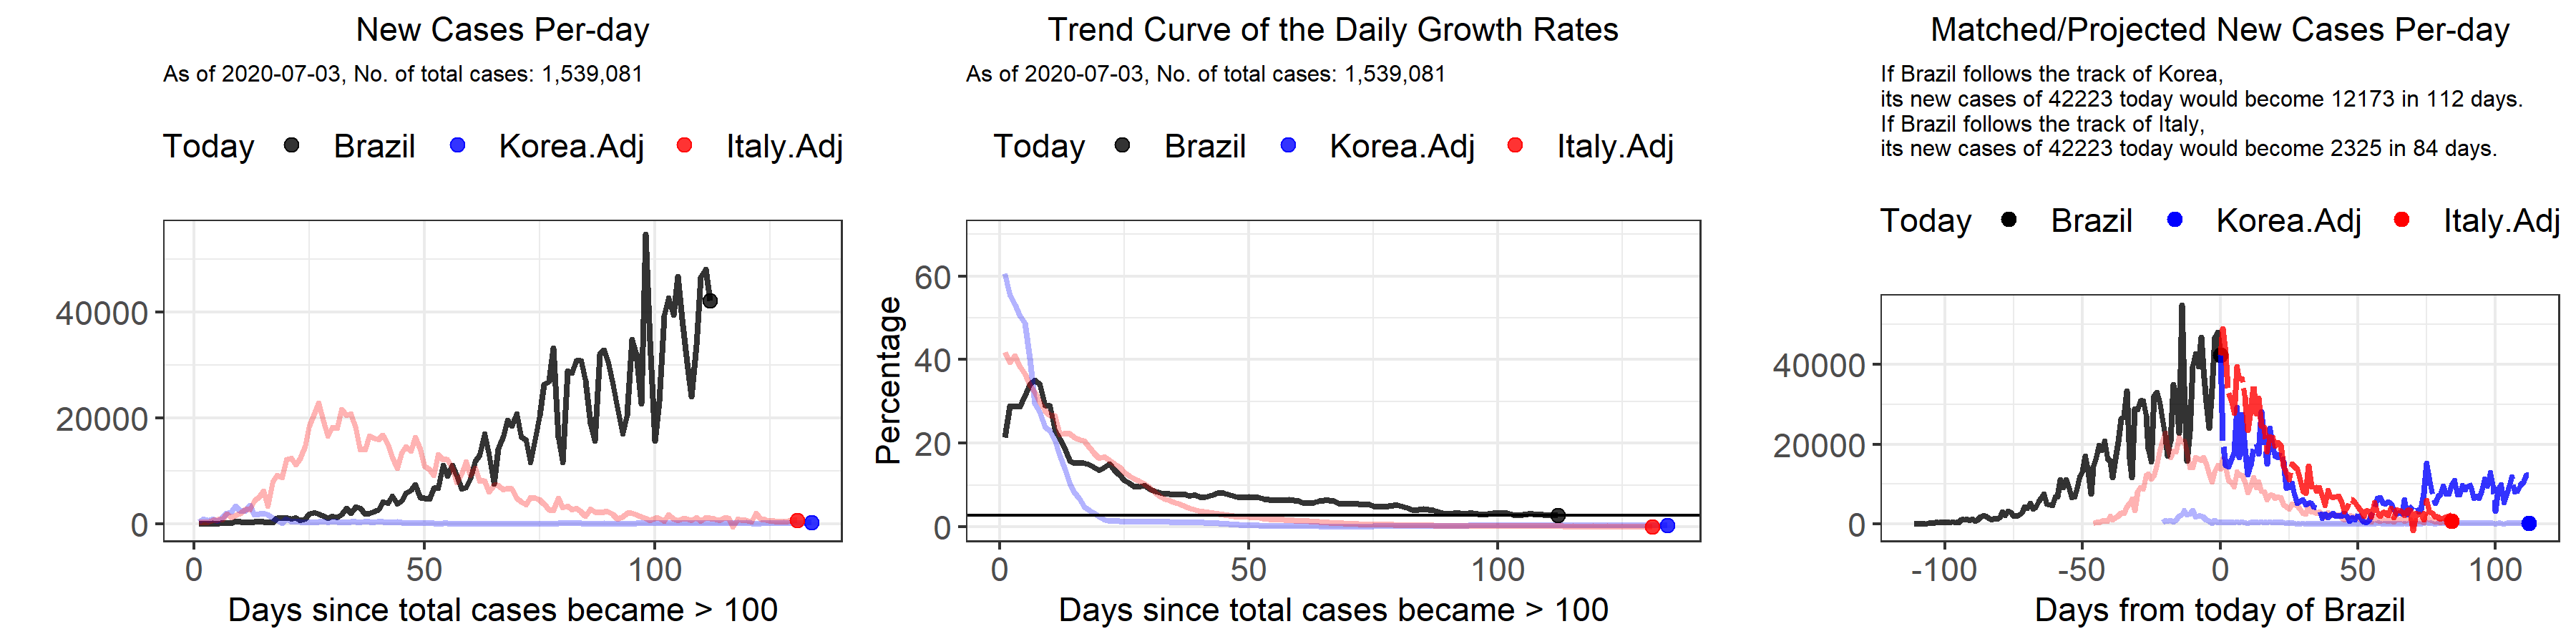 New Cases Per-day
As of 2020-07-03, No. of total cases: 1,539,081
Today Brazil Korea.Adj Italy.Adj
40000
20000
0
0 50 100
Days since total cases became > 100
Trend Curve of the Daily Growth Rates
As of 2020-07-03, No. of total cases: 1,539,081
Today Brazil Korea.Adj Italy.Adj
Percentage
60
40
20
0
0 50 100
Days since total cases became > 100
Matched/Projected New Cases Per-day
If Brazil follows the track of Korea,
its new cases of 42223 today would become 12173 in 112 days.
If Brazil follows the track of Italy,
its new cases of 42223 today would become 2325 in 84 days.
Today Brazil Korea.Adj Italy.Adj
40000
20000
0
-100 -50 0 50 100
Days from today of Brazil